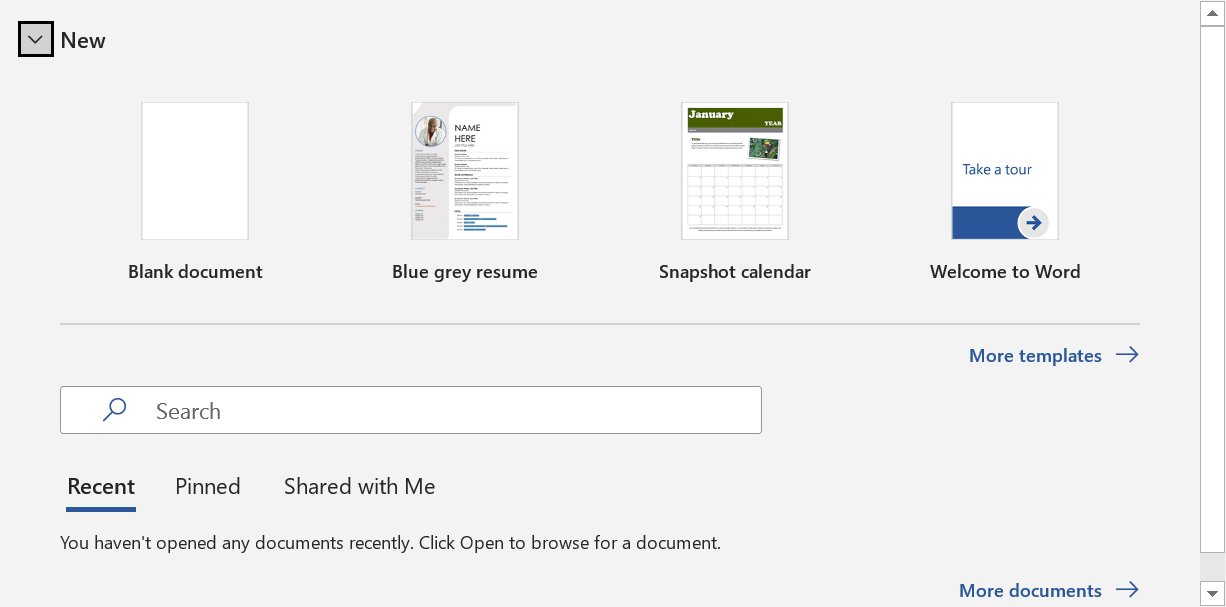 New
NAME
HERE
January
YEAR
Title
Take a tour
Blank document
Blue grey resume
Snapshot calendar
Welcome to Word
More templates
Search
Recent
Pinned
Shared with Me
You haven't opened any documents recently. Click Open to browse for a document.
More documents